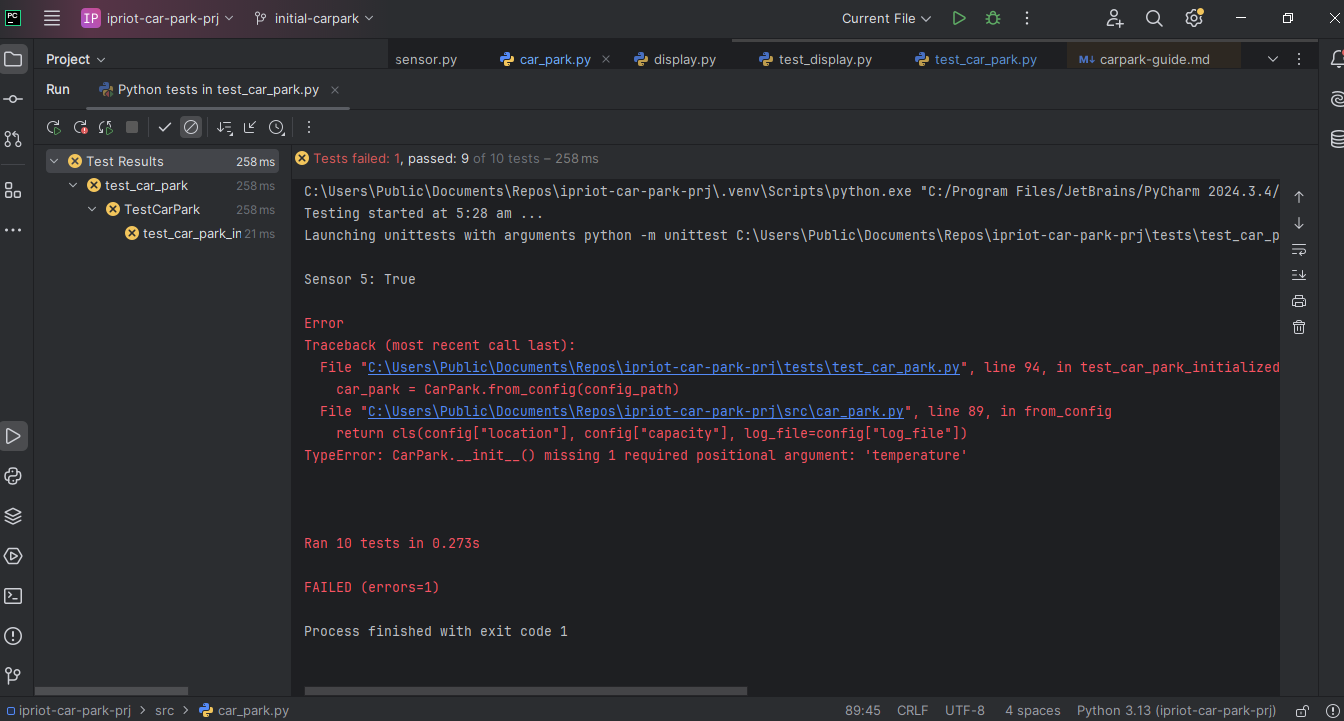 PC IP ipriot-car-park-prj initial-carpark Current File
Project sensor.py car_park.py display.py test_display.py test_car_park.py M↓ carpark-guide.md
Run Python tests in test_car_park.py
Test Results 258 ms
Tests failed: 1, passed: 9 of 10 tests – 258 ms
test_car_park 258 ms
TestCarPark 258 ms
test_car_park_in 21 ms
C:\Users\Public\Documents\Repos\ipriot-car-park-prj\.venv\Scripts\python.exe "C:/Program Files/JetBrains/PyCharm 2024.3.4/
Testing started at 5:28 am ...
Launching unittests with arguments python -m unittest C:\Users\Public\Documents\Repos\ipriot-car-park-prj\tests\test_car_p
Sensor 5: True
Error
Traceback (most recent call last):
File "C:\Users\Public\Documents\Repos\ipriot-car-park-prj\tests\test_car_park.py", line 94, in test_car_park_initialized
car_park = CarPark.from_config(config_path)
File "C:\Users\Public\Documents\Repos\ipriot-car-park-prj\src\car_park.py", line 89, in from_config
return cls(config["location"], config["capacity"], log_file=config["log_file"])
TypeError: CarPark.__init__() missing 1 required positional argument: 'temperature'
Ran 10 tests in 0.273s
FAILED (errors=1)
Process finished with exit code 1
ipriot-car-park-prj > src > car_park.py 89:45 CRLF UTF-8 4 spaces Python 3.13 (ipriot-car-park-prj)